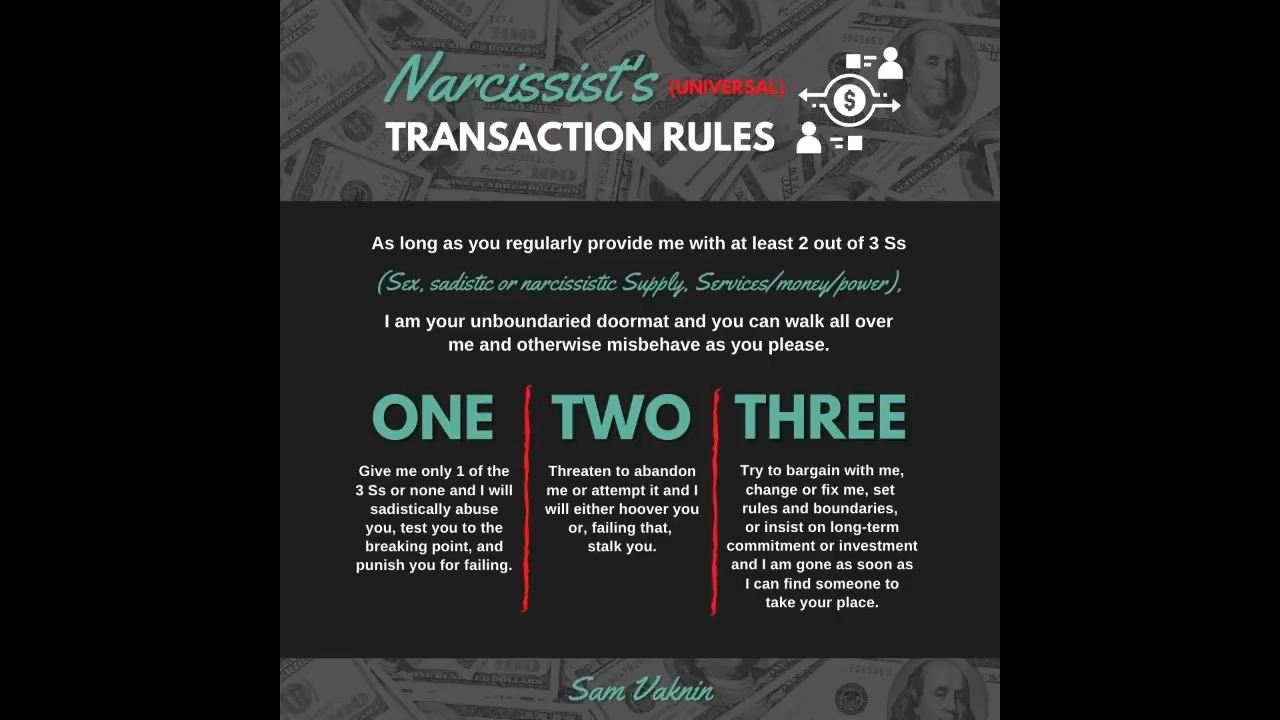 Narcissist's (UNIVERSAL)
TRANSACTION RULES
As long as you regularly provide me with at least 2 out of 3 Ss
(Sex, sadistic or narcissistic Supply, Services/money/power),
I am your unboundaried doormat and you can walk all over
me and otherwise misbehave as you please.
ONE
Give me only 1 of the
3 Ss or none and I will
sadistically abuse
you, test you to the
breaking point, and
punish you for failing.
TWO
Threaten to abandon
me or attempt it and I
will either hoover you
or, failing that,
stalk you.
THREE
Try to bargain with me,
change or fix me, set
rules and boundaries,
or insist on long-term
commitment or investment
and I am gone as soon as
I can find someone to
take your place.
Sam Vaknin